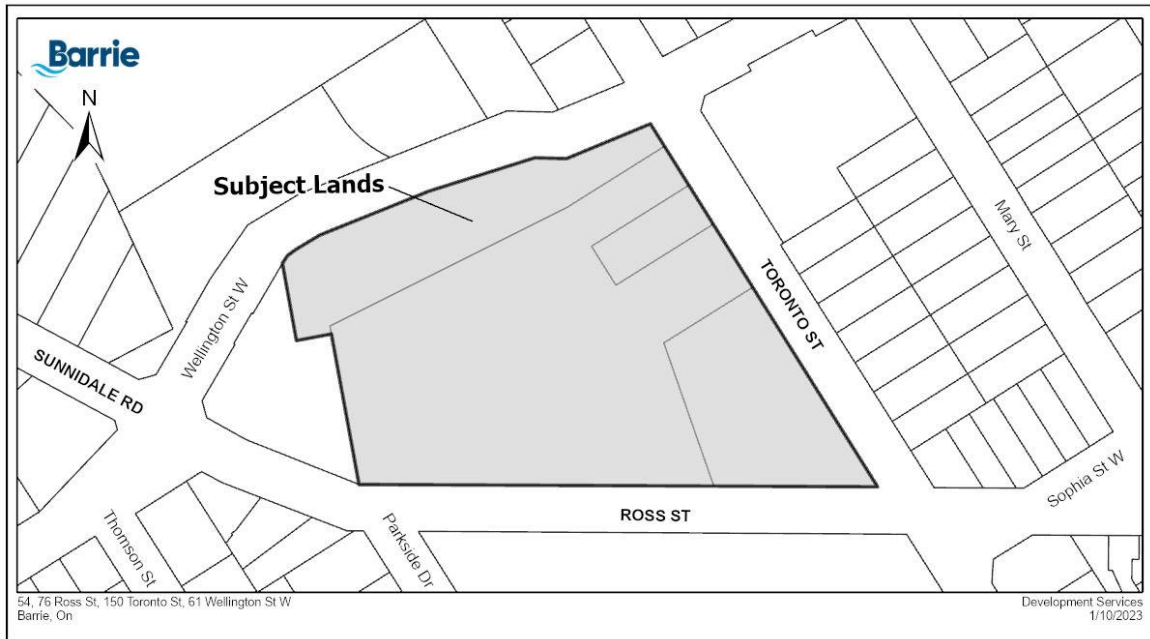 Barrie
N
Subject Lands
Wellington St W
SUNNIDALE RD
TORONTO ST
Mary St
Sophia St W
ROSS ST
Parkside Dr
Thomson St
54, 76 Ross St, 150 Toronto St, 61 Wellington St W
Barrie, On
Development Services
1/10/2023